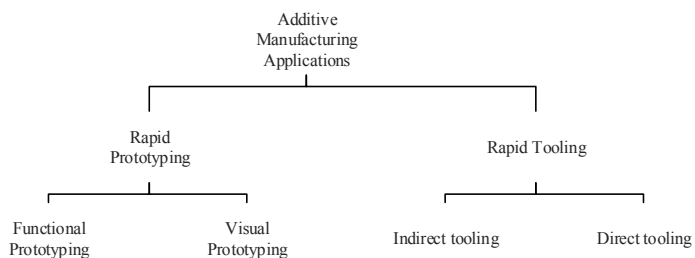 Additive
Manufacturing
Applications
Rapid
Prototyping
Rapid Tooling
Functional
Prototyping
Visual
Prototyping
Indirect tooling
Direct tooling